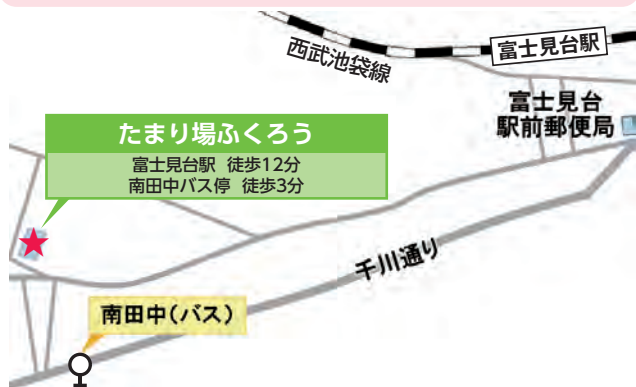 西武池袋線
富士見台駅
富士見台
駅前郵便局
たまり場ふくろう
富士見台駅 徒歩12分
南田中バス停 徒歩3分
千川通り
南田中(バス)